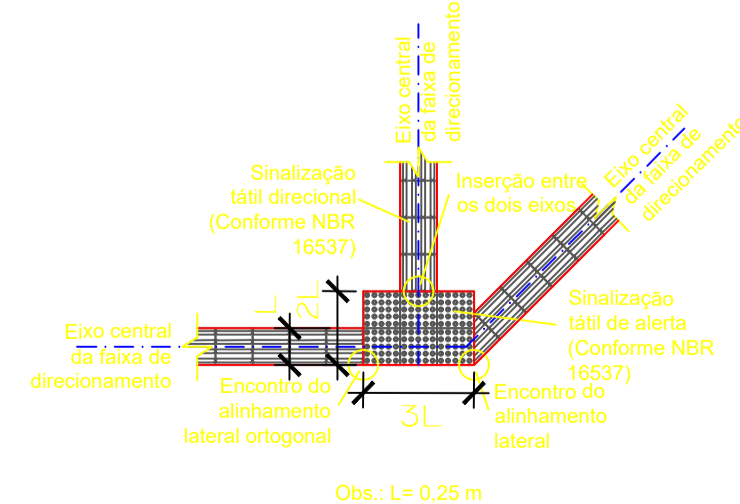 Eixo central
da faixa de
direcionamento
Eixo central
da faixa de
direcionamento
Sinalização
tátil direcional
(Conforme NBR
16537)
Inserção entre
os dois eixos
L
2L
Eixo central
da faixa de
direcionamento
Sinalização
tátil de alerta
(Conforme NBR
16537)
Encontro do
alinhamento
lateral ortogonal
3L
Encontro do
alinhamento
lateral
Obs.: L= 0,25 m